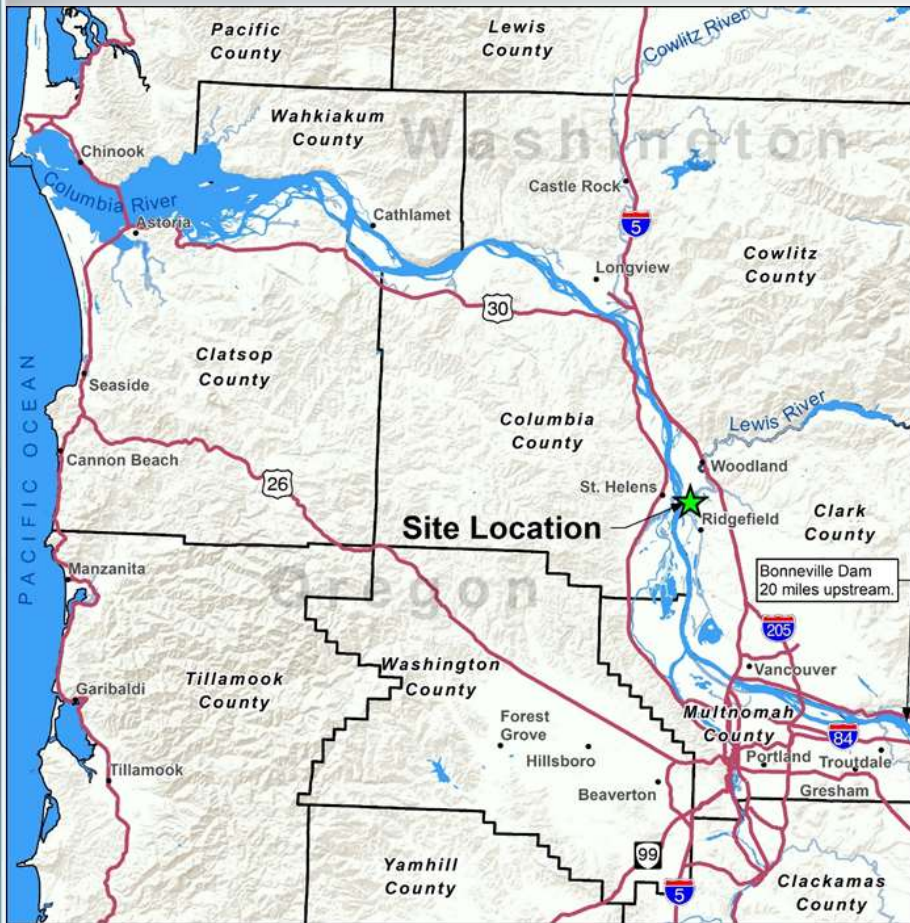 Pacific
County
Lewis
County
Cowlitz River
Wahkiakum
County
Washington
Chinook
Castle Rock
Columbia River
Astoria
Cathlamet
5
Cowlitz
County
Longview
30
Clatsop
County
Seaside
PACIFIC OCEAN
Columbia
County
Lewis River
Cannon Beach
Woodland
26
St. Helens
Clark
County
Site Location
Ridgefield
Manzanita
Oregon
Bonneville Dam
20 miles upstream.
205
Washington
County
Vancouver
Tillamook
County
Garibaldi
Multnomah
County
Forest
Grove
Hillsboro
84
Portland
Troutdale
Tillamook
Beaverton
Gresham
99
Yamhill
County
5
Clackamas
County